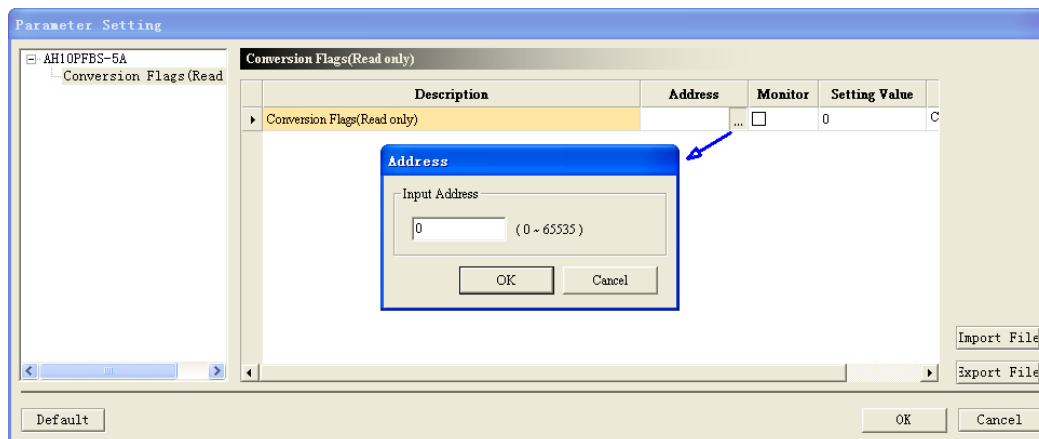 Parameter Setting
AH10PFBS-5A
Conversion Flags(Read
Conversion Flags(Read only)
Description Address Monitor Setting Value
Conversion Flags(Read only) ... 0 C
Address
Input Address
0 ( 0 ~ 65535 )
OK Cancel
Import File
Export File
Default OK Cancel